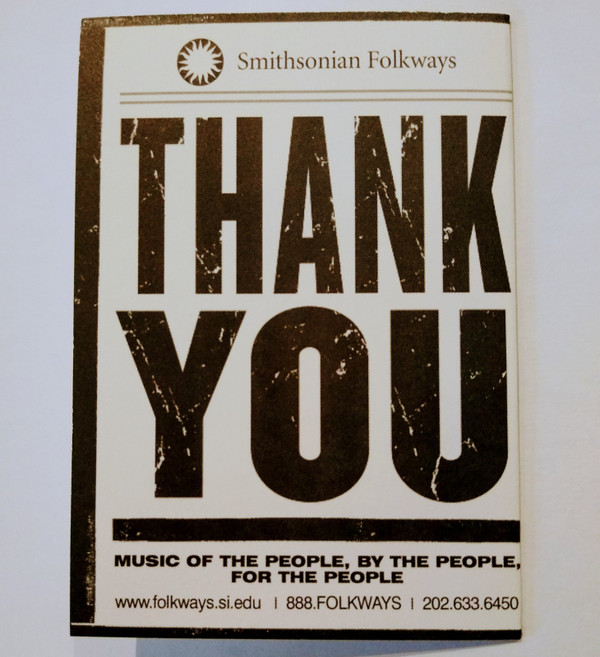 Smithsonian Folkways
THANK
YOU
MUSIC OF THE PEOPLE, BY THE PEOPLE,
FOR THE PEOPLE
www.folkways.si.edu | 888.FOLKWAYS | 202.633.6450